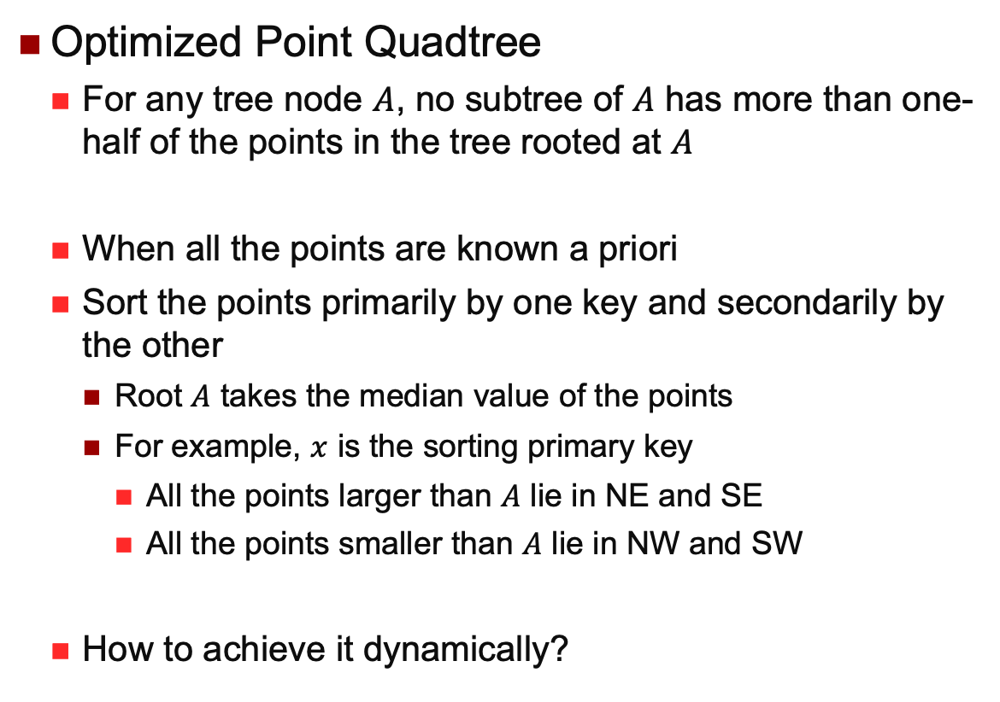 Optimized Point Quadtree
For any tree node A, no subtree of A has more than one-
half of the points in the tree rooted at A
When all the points are known a priori
Sort the points primarily by one key and secondarily by
the other
Root A takes the median value of the points
For example, x is the sorting primary key
All the points larger than A lie in NE and SE
All the points smaller than A lie in NW and SW
How to achieve it dynamically?